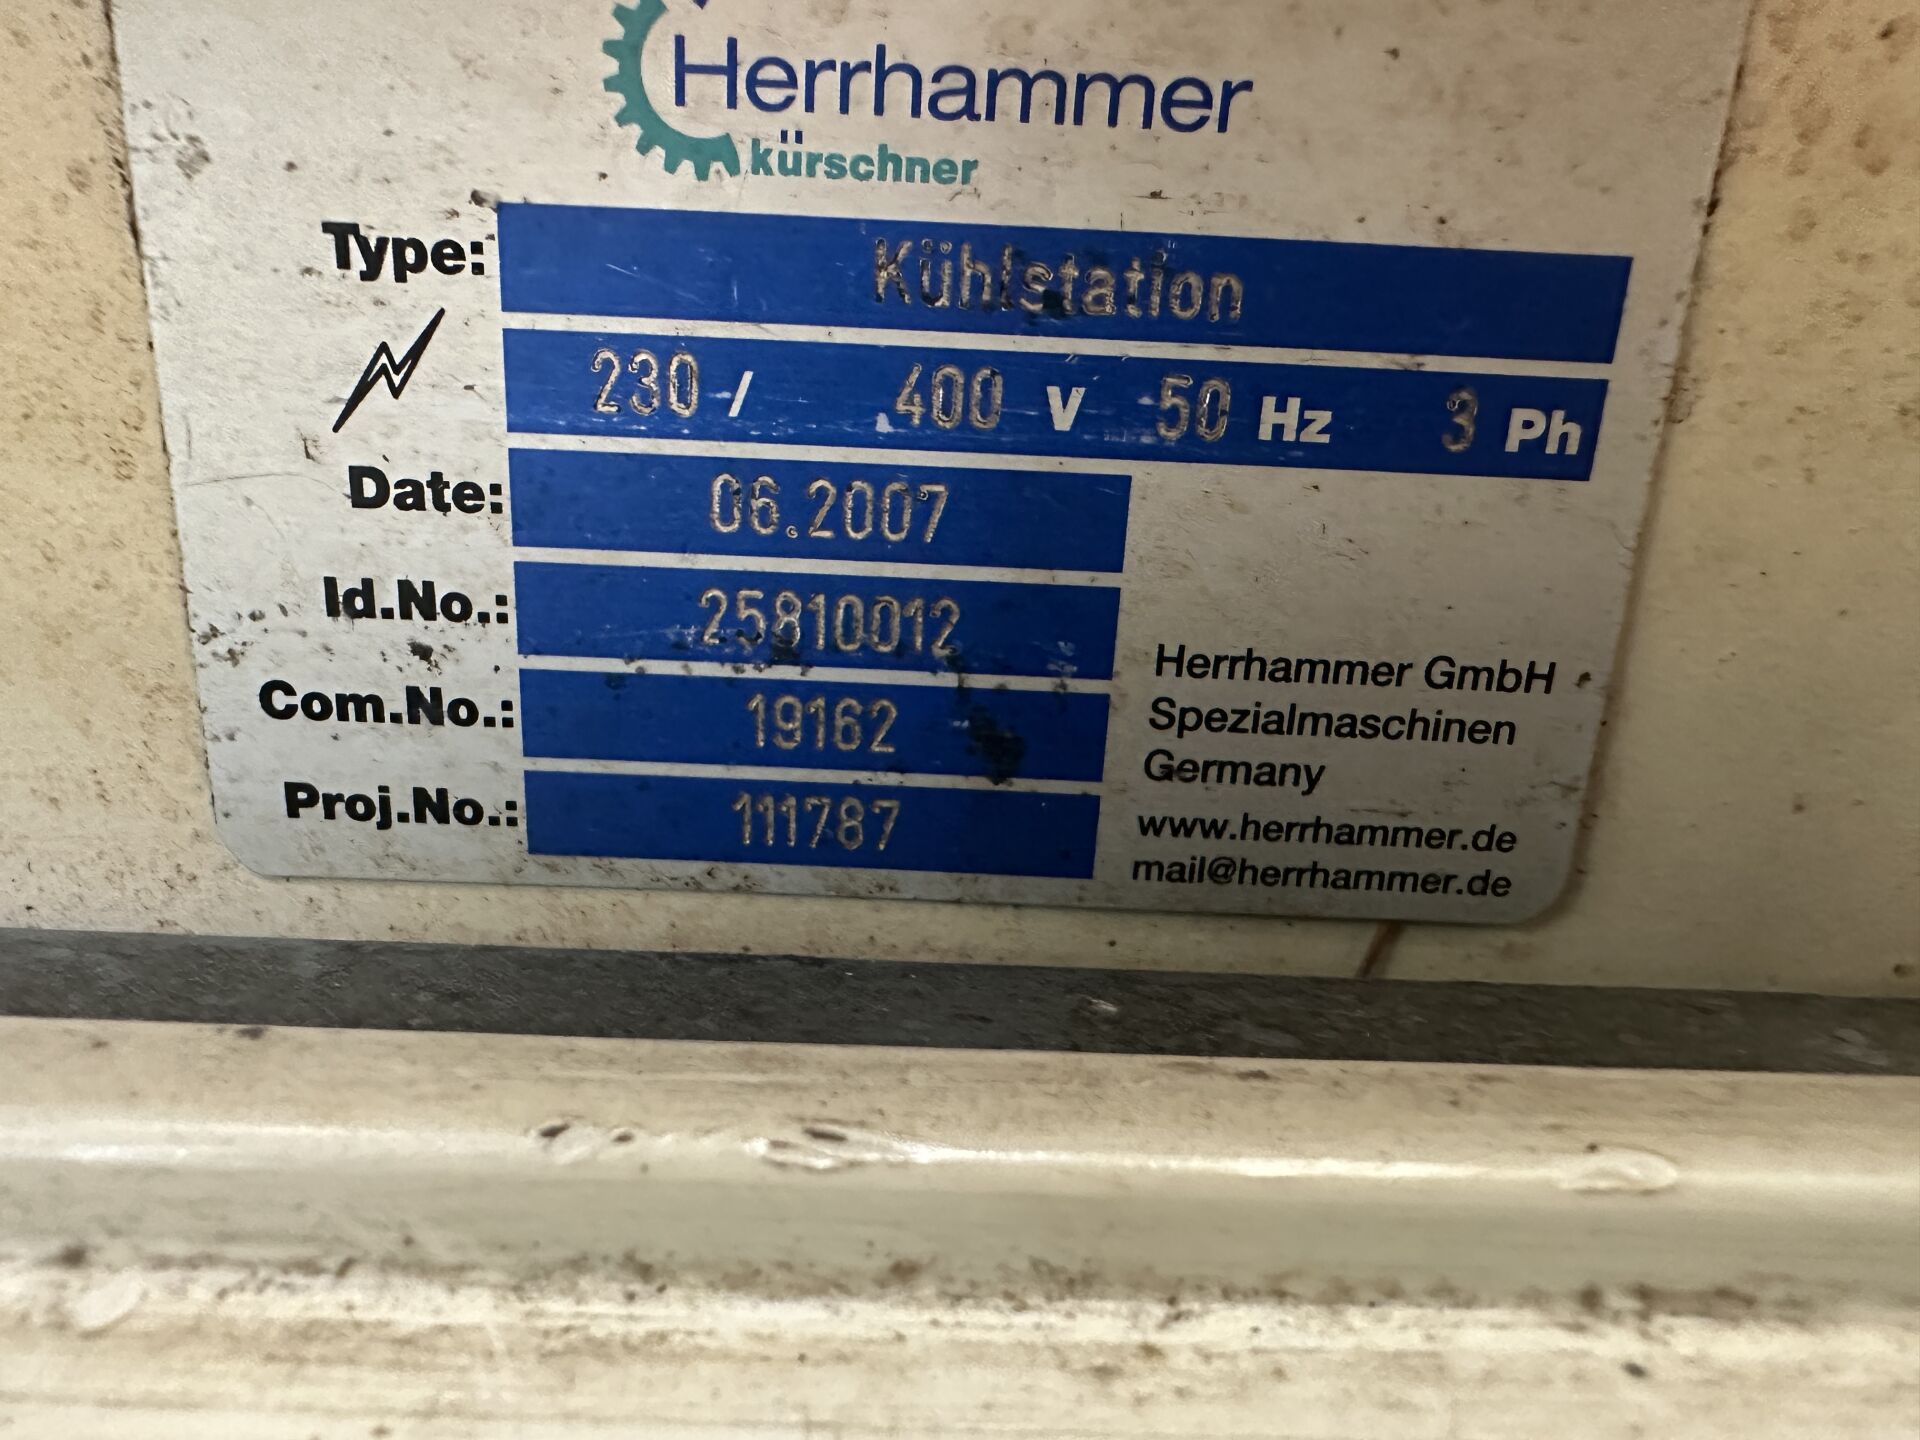 Herrhammer
kürschner
Type: Kühlstation
230 / 400 V 50 Hz 3 Ph
Date: 06.2007
Id.No.: 25810012
Com.No.: 19162
Proj.No.: 111787
Herrhammer GmbH
Spezialmaschinen
Germany
www.herrhammer.de
mail@herrhammer.de